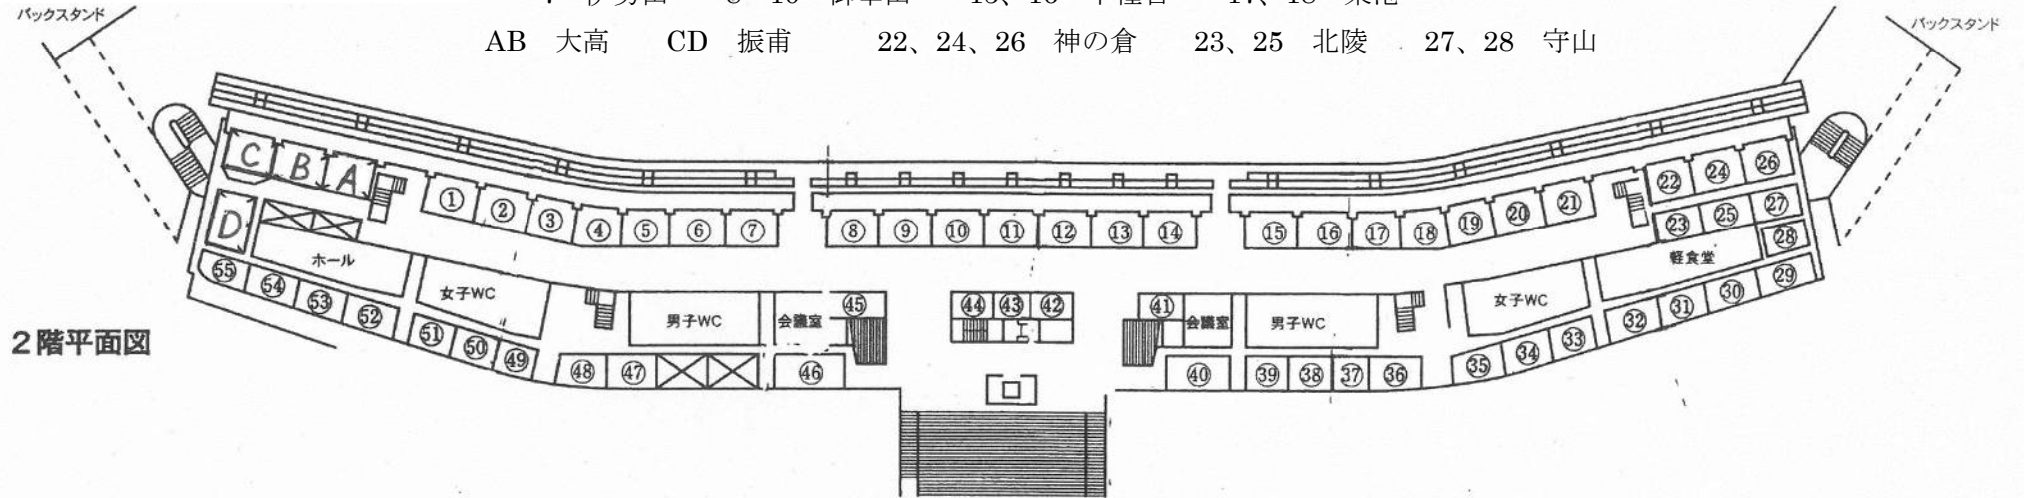 バックスタンド
バックスタンド
AB 大高 CD 振甫 22、24、26 神の倉 23、25 北陵 27、28 守山
C B A ① ② ③ ④ ⑤ ⑥ ⑦ ⑧ ⑨ ⑩ ⑪ ⑫ ⑬ ⑭ ⑮ ⑯ ⑰ ⑱ ⑲ ⑳ ㉑ ㉒ ㉔ ㉖
D ㉓ ㉕ ㉗
ホール 軽食堂 ㉘
㊺ ㊹ ㊸ ㊷ ㊶
女子WC 女子WC
男子WC 会議室 会議室 男子WC
55 54 53 52 51 50 ㊾ ㊽ ㊼ ㊻ ㊵ ㊴ ㊳ ㊲ ㊱ ㉟ ㉞ ㉝ ㉜ ㉛ ㉚ ㉙
2階平面図